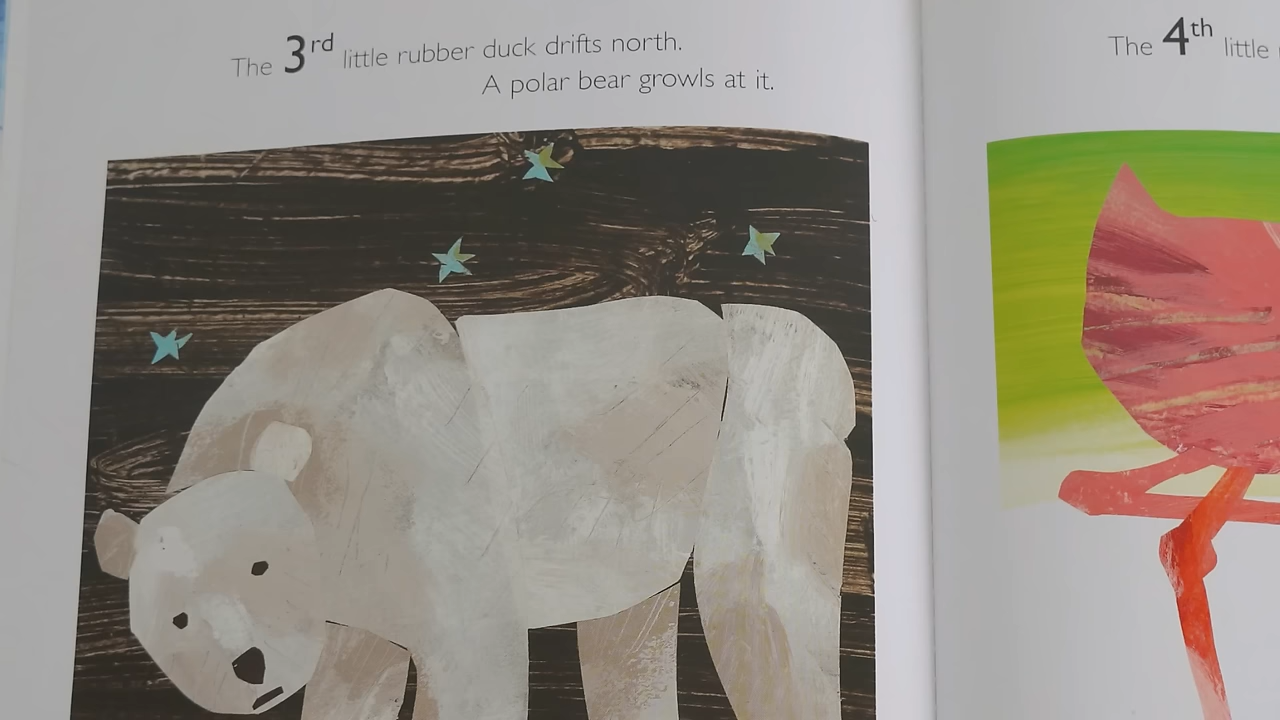 The 3rd little rubber duck drifts north.
A polar bear growls at it.
The 4th little